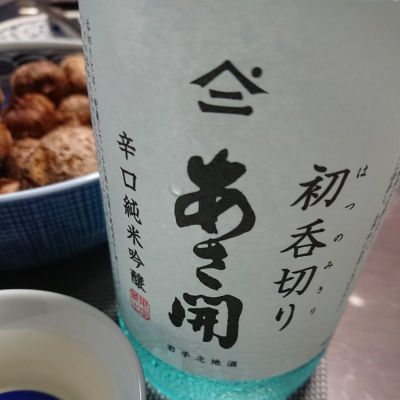 初呑切り
はつのみきり
あさ開
辛口純米吟醸
岩手之地酒